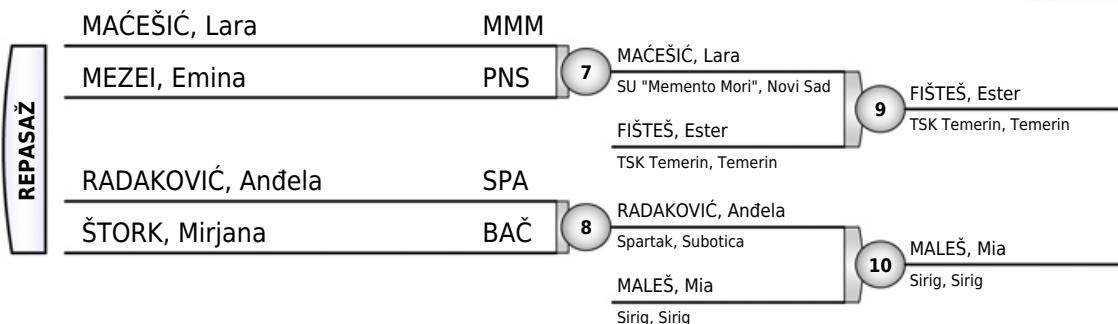 REPASAŽ
MAĆEŠIĆ, Lara MMM
MEZEI, Emina PNS
7
MAĆEŠIĆ, Lara
SU "Memento Mori", Novi Sad
FIŠTEŠ, Ester
TSK Temerin, Temerin
9
FIŠTEŠ, Ester
TSK Temerin, Temerin
RADAKOVIĆ, Anđela SPA
ŠTORK, Mirjana BAČ
8
RADAKOVIĆ, Anđela
Spartak, Subotica
MALEŠ, Mia
Sirig, Sirig
10
MALEŠ, Mia
Sirig, Sirig